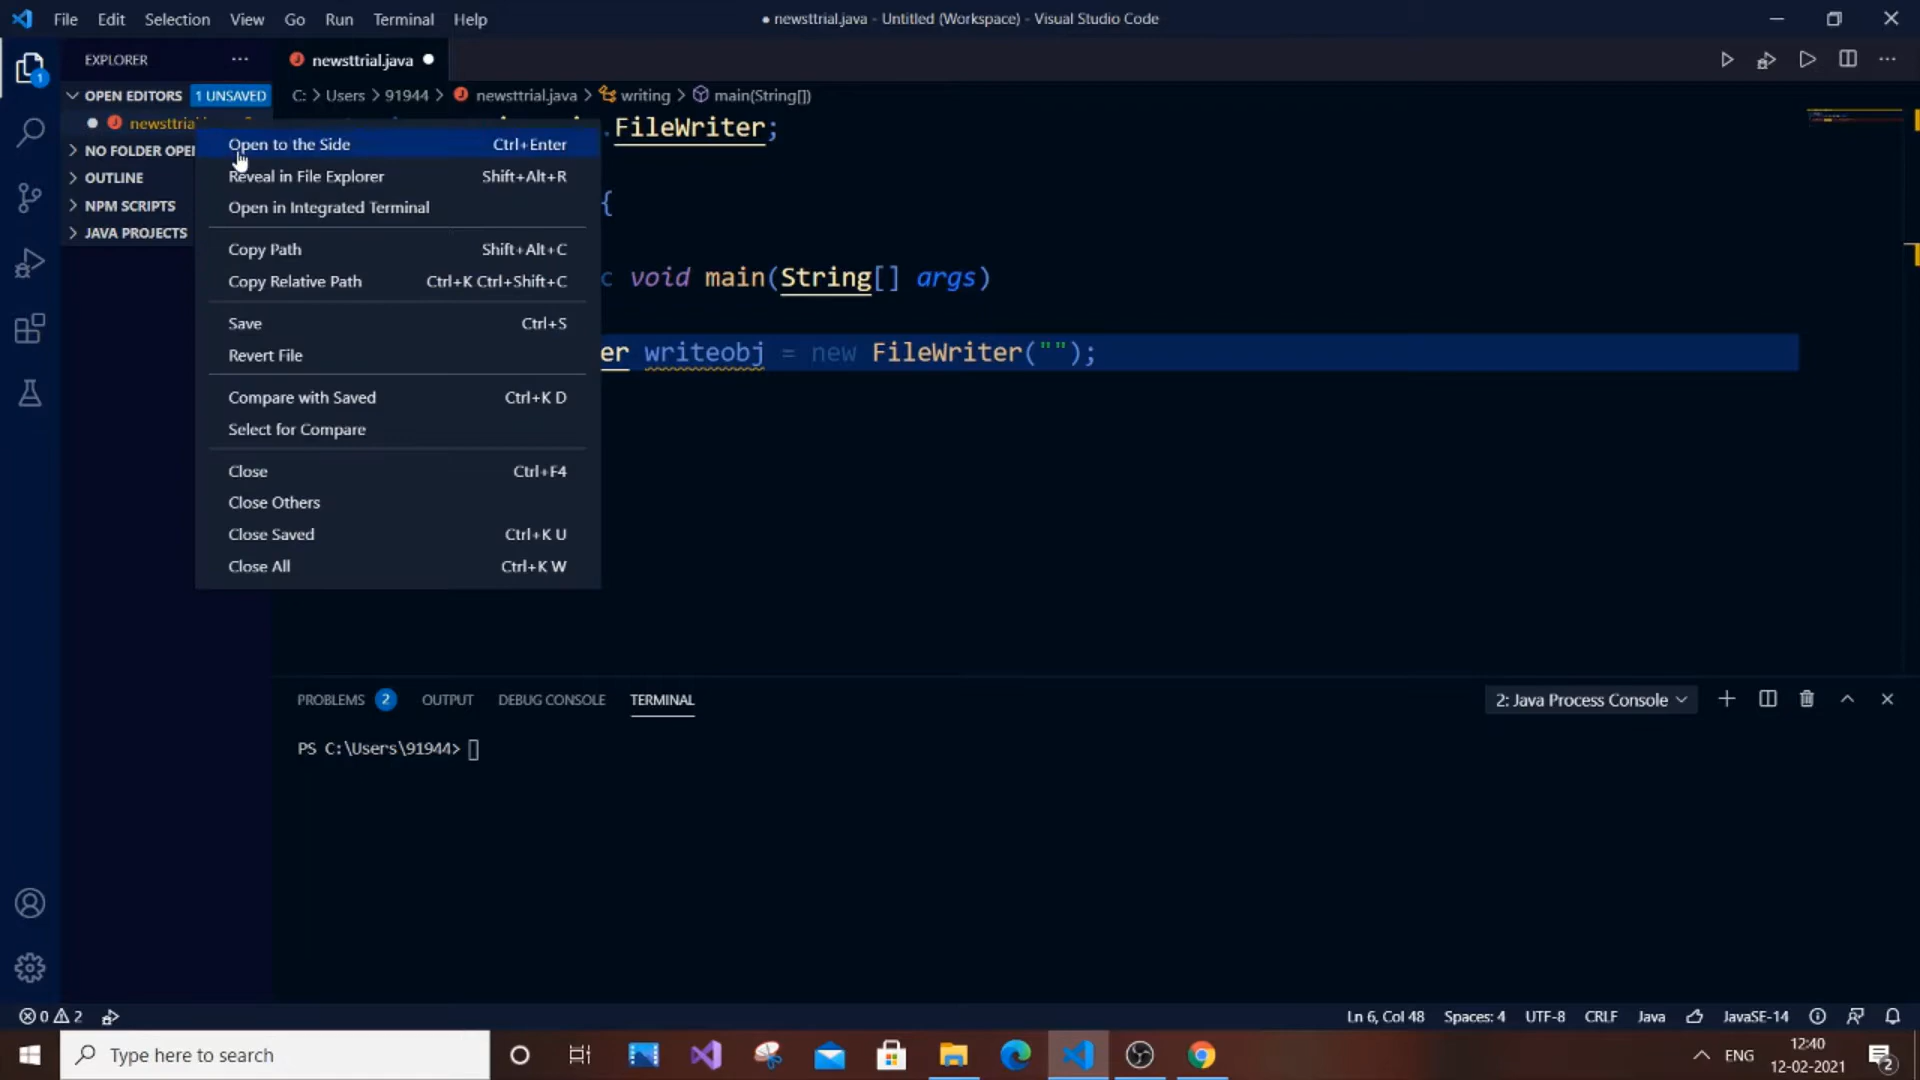 File Edit Selection View Go Run Terminal Help
● newsttrial.java - Untitled (Workspace) - Visual Studio Code
EXPLORER ···
newsttrial.java
OPEN EDITORS 1 UNSAVED
C: > Users > 91944 > newsttrial.java > writing > main(String[])
newsttrial
.FileWriter;
NO FOLDER OPE
OUTLINE
NPM SCRIPTS
JAVA PROJECTS
Open to the Side Ctrl+Enter
Reveal in File Explorer Shift+Alt+R
Open in Integrated Terminal
Copy Path Shift+Alt+C
Copy Relative Path Ctrl+K Ctrl+Shift+C
Save Ctrl+S
Revert File
Compare with Saved Ctrl+K D
Select for Compare
Close Ctrl+F4
Close Others
Close Saved Ctrl+K U
Close All Ctrl+K W
{
c void main(String[] args)
er writeobj = new FileWriter("");
PROBLEMS 2 OUTPUT DEBUG CONSOLE TERMINAL
2: Java Process Console
PS C:\Users\91944>
0 2
Ln 6, Col 48 Spaces: 4 UTF-8 CRLF Java JavaSE-14
Type here to search
ENG
12:40
12-02-2021
2
1